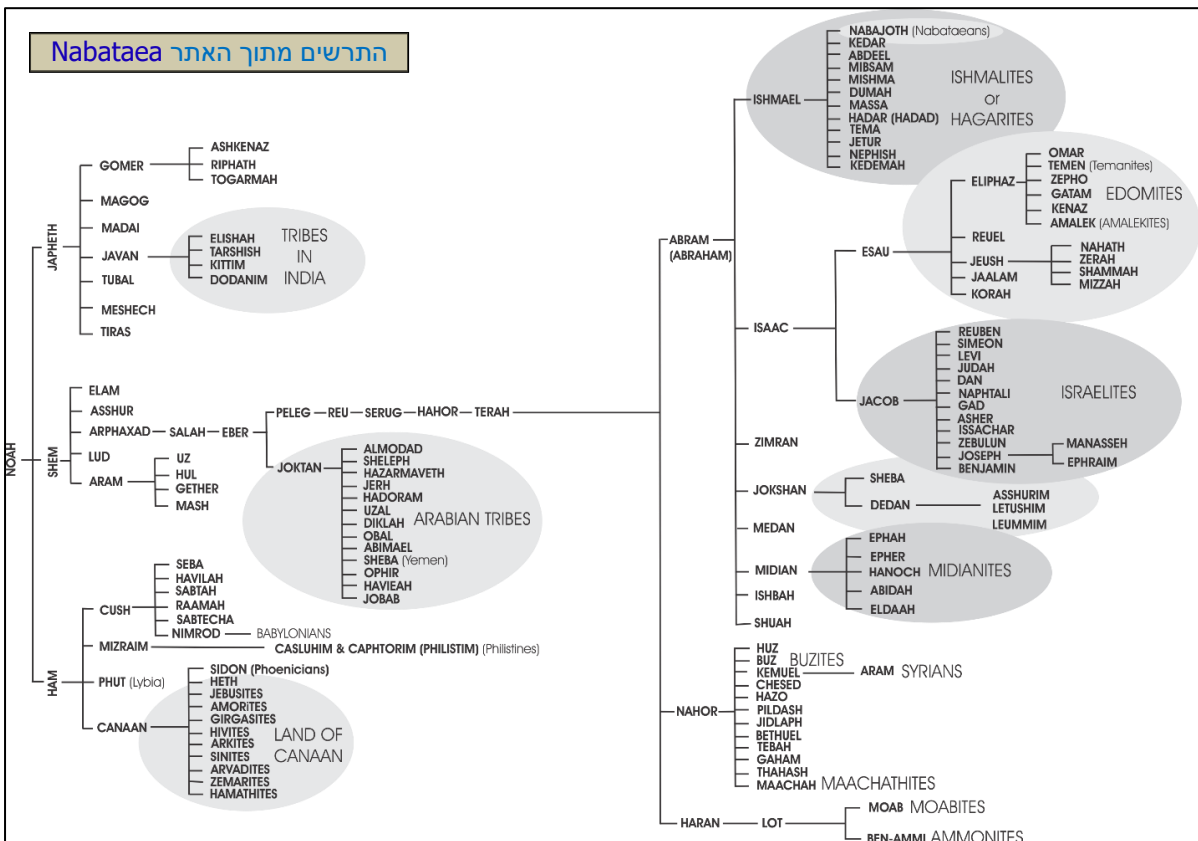 התרשים מתוך האתר Nabataea
NOAH
JAPHETH
GOMER
ASHKENAZ
RIPHATH
TOGARMAH
MAGOG
MADAI
JAVAN
ELISHAH
TARSHISH
KITTIM
DODANIM
TRIBES
IN
INDIA
TUBAL
MESHECH
TIRAS
SHEM
ELAM
ASSHUR
ARPHAXAD
SALAH
EBER
LUD
ARAM
UZ
HUL
GETHER
MASH
PELEG
REU
SERUG
HAHOR
TERAH
JOKTAN
ALMODAD
SHELEPH
HAZARMAVETH
JERH
HADORAM
UZAL
DIKLAH
OBAL
ABIMAEL
SHEBA (Yemen)
OPHIR
HAVIEAH
JOBAB
ARABIAN TRIBES
HAM
CUSH
SEBA
HAVILAH
SABTAH
RAAMAH
SABTECHA
NIMROD
BABYLONIANS
MIZRAIM
CASLUHIM & CAPHTORIM (PHILISTIM) (Philistines)
PHUT (Lybia)
CANAAN
SIDON (Phoenicians)
HETH
JEBUSITES
AMORiTES
GIRGASITES
HIVITES
ARKITES
SINITES
ARVADITES
ZEMARITES
HAMATHITES
LAND OF
CANAAN
ABRAM
(ABRAHAM)
ISHMAEL
NABAJOTH (Nabataeans)
KEDAR
ABDEEL
MIBSAM
MISHMA
DUMAH
MASSA
HADAR (HADAD)
TEMA
JETUR
NEPHISH
KEDEMAH
ISHMALITES
or
HAGARITES
ISAAC
ESAU
ELIPHAZ
OMAR
TEMEN (Temanites)
ZEPHO
GATAM
KENAZ
AMALEK (AMALEKITES)
EDOMITES
REUEL
JEUSH
NAHATH
ZERAH
SHAMMAH
MIZZAH
JAALAM
KORAH
JACOB
REUBEN
SIMEON
LEVI
JUDAH
DAN
NAPHTALI
GAD
ASHER
ISSACHAR
ZEBULUN
JOSEPH
BENJAMIN
MANASSEH
EPHRAIM
ISRAELITES
ZIMRAN
JOKSHAN
SHEBA
DEDAN
ASSHURIM
LETUSHIM
LEUMMIM
MEDAN
MIDIAN
EPHAH
EPHER
HANOCH
ABIDAH
ELDAAH
MIDIANITES
ISHBAH
SHUAH
NAHOR
HUZ
BUZ BUZITES
KEMUEL
ARAM SYRIANS
CHESED
HAZO
PILDASH
JIDLAPH
BETHUEL
TEBAH
GAHAM
THAHASH
MAACHAH MAACHATHITES
HARAN
LOT
MOAB MOABITES
BEN-AMMI AMMONITES